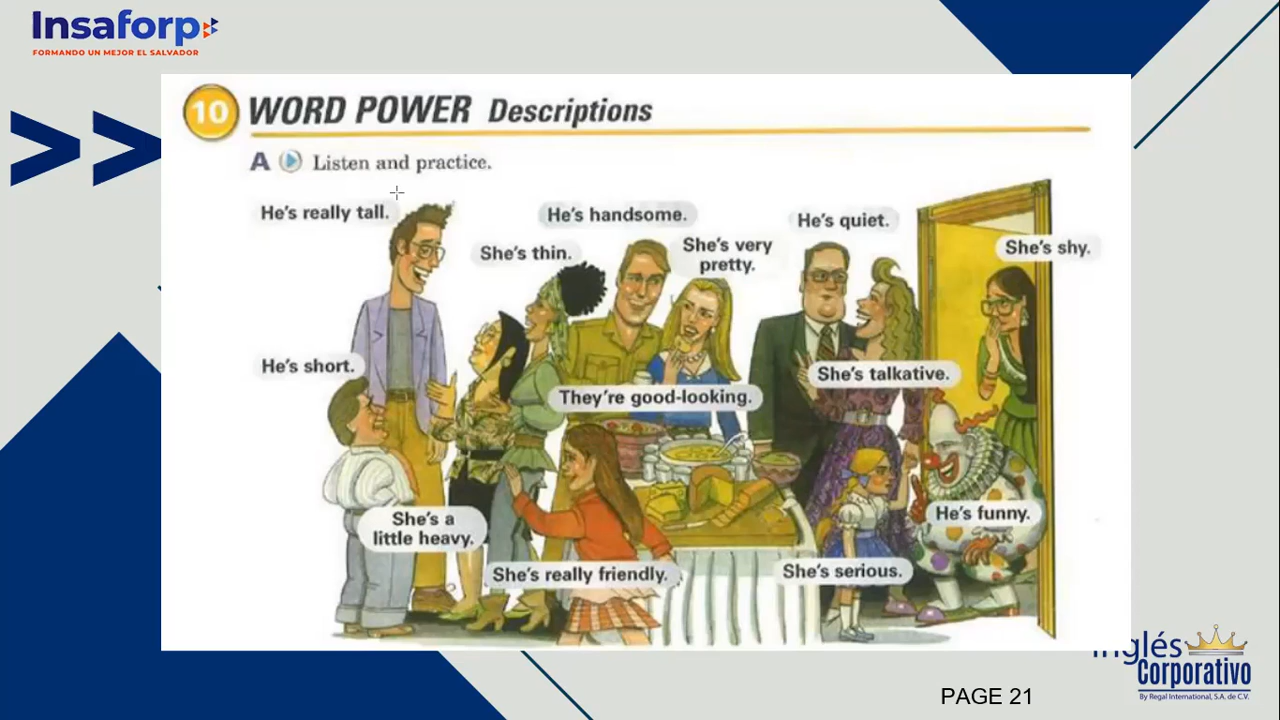 Insaforp
FORMANDO UN MEJOR EL SALVADOR
10 WORD POWER Descriptions
A Listen and practice.
He's really tall.
He's handsome.
He's quiet.
She's thin.
She's very
pretty.
She's shy.
He's short.
They're good-looking.
She's talkative.
She's a
little heavy.
He's funny.
She's really friendly.
She's serious.
Inglés
Corporativo
By Regal International, S.A. de C.V.
PAGE 21